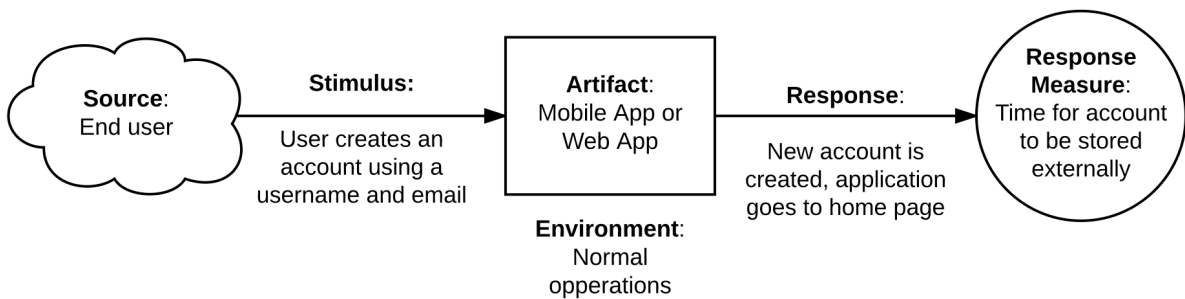 Source:
End user
Stimulus:
User creates an
account using a
username and email
Artifact:
Mobile App or
Web App
Environment:
Normal
opperations
Response:
New account is
created, application
goes to home page
Response
Measure:
Time for account
to be stored
externally